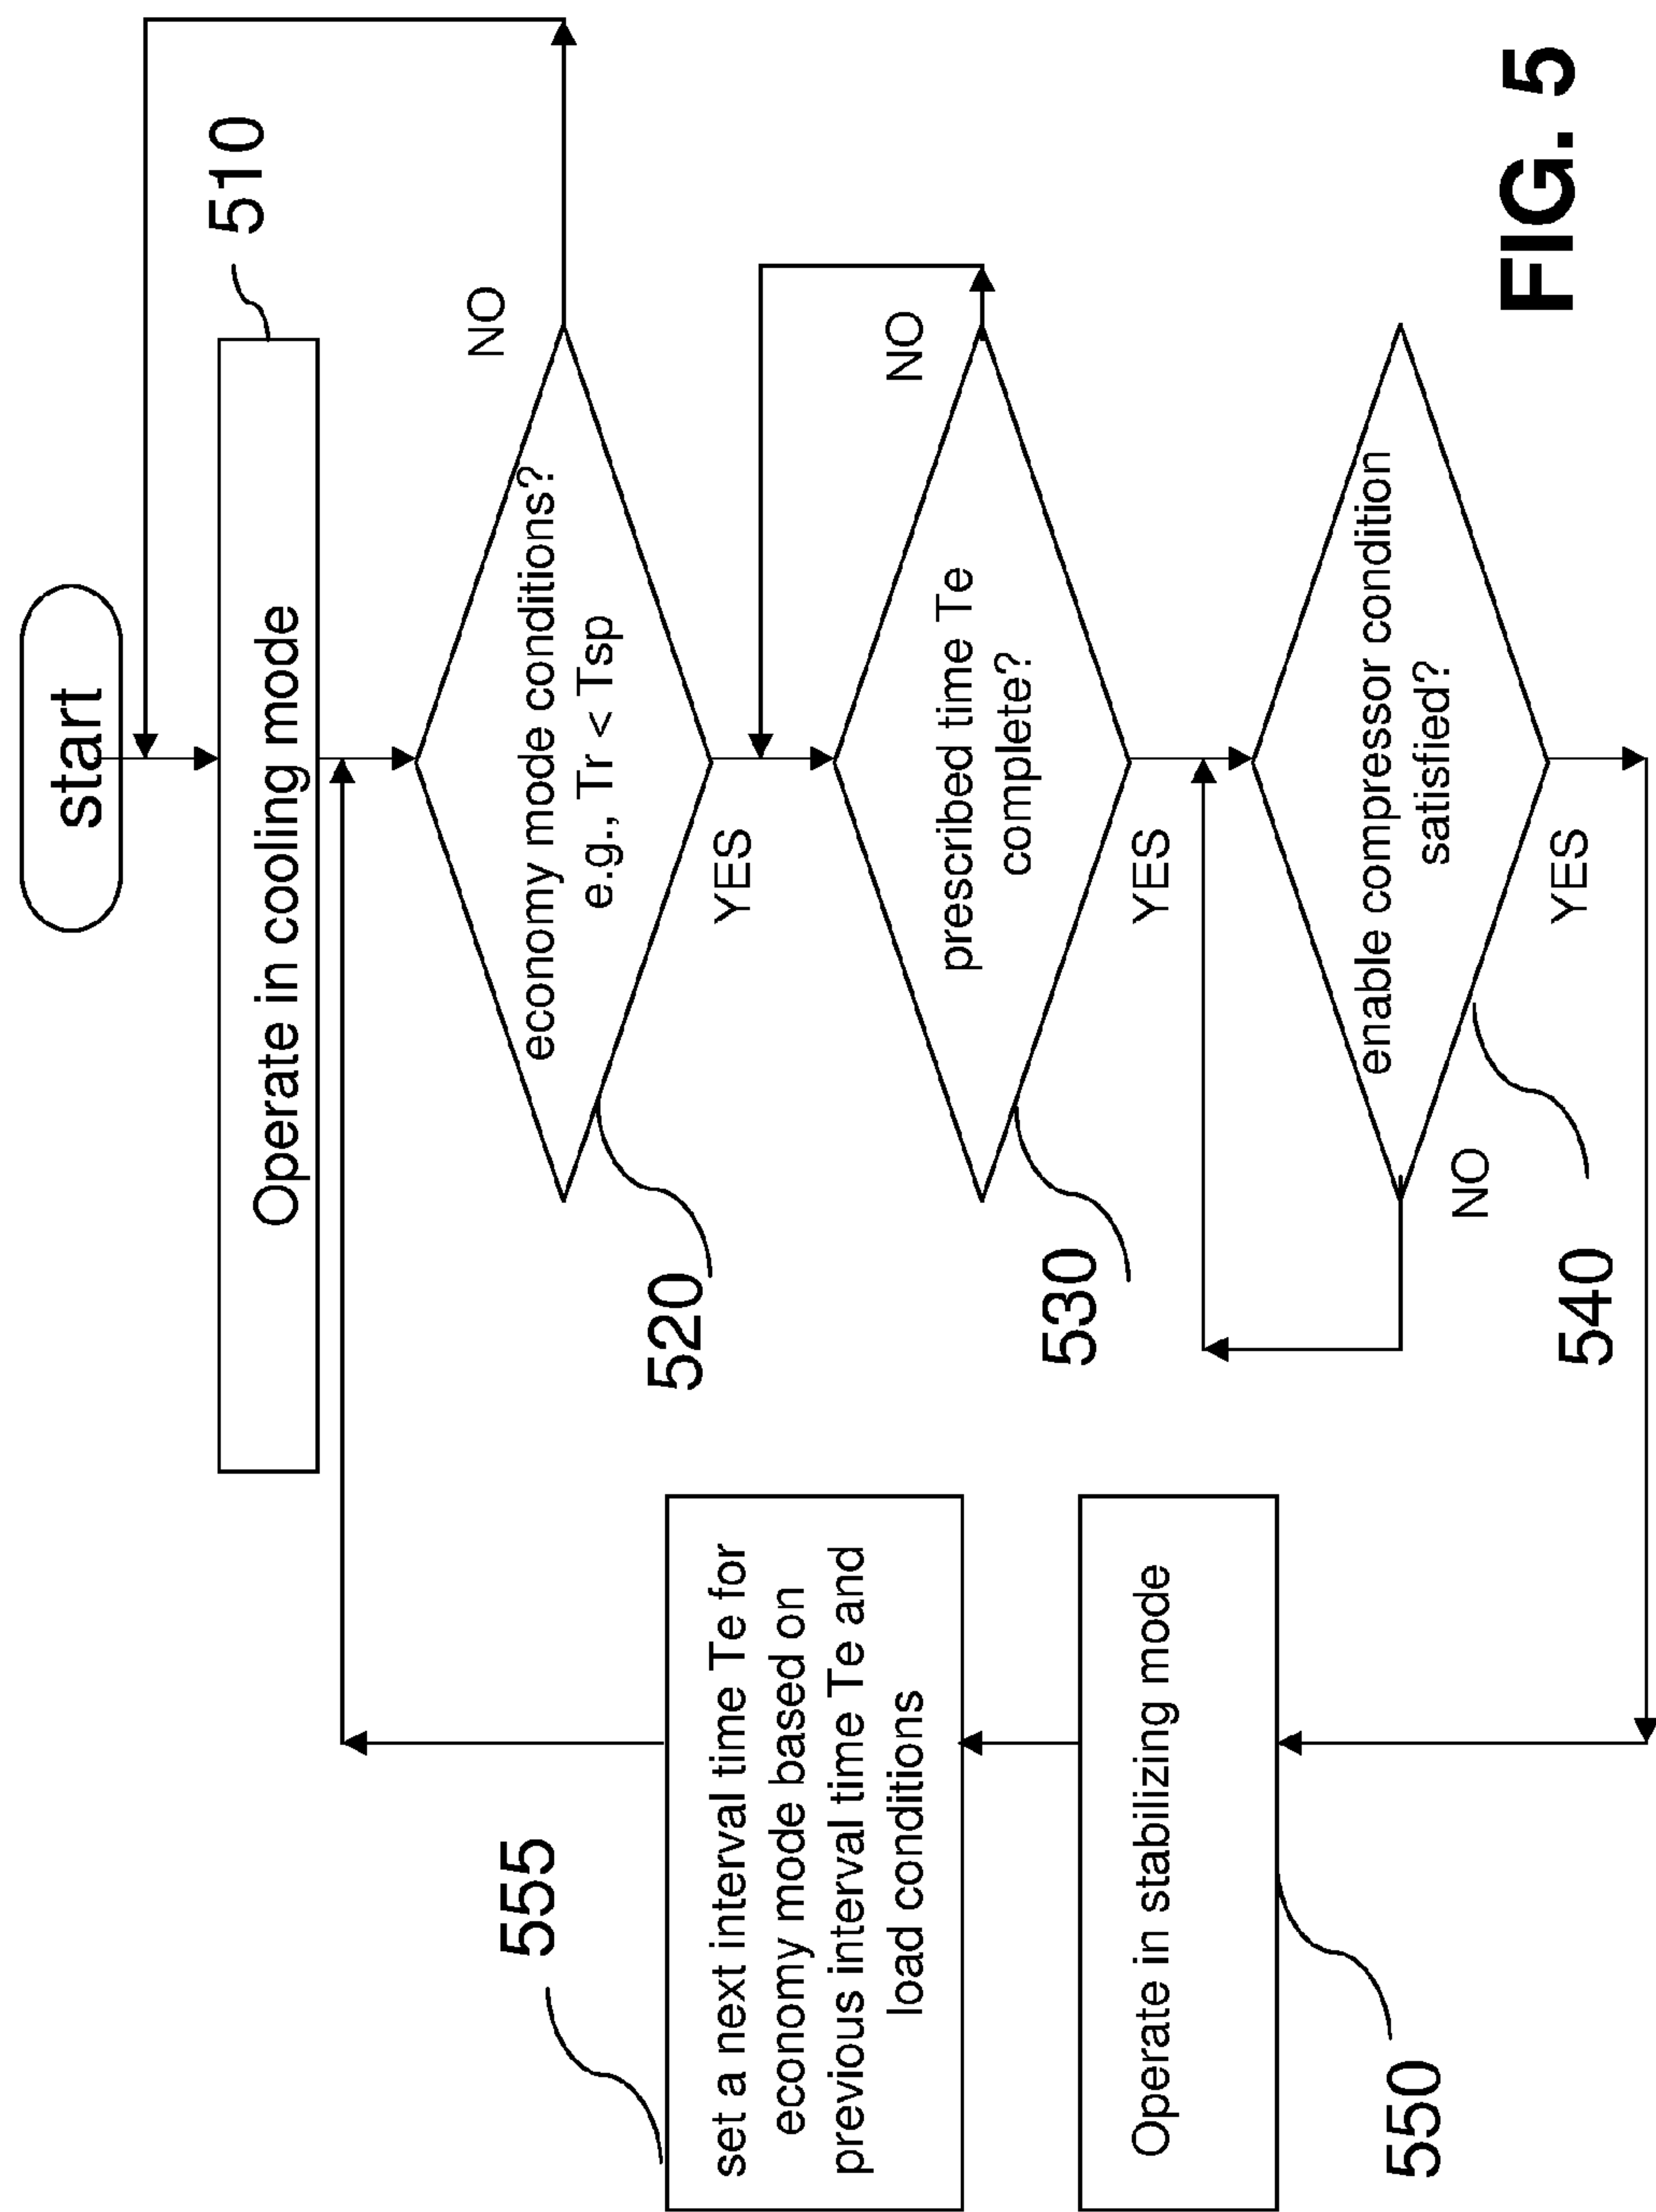 start
510
Operate in cooling mode
economy mode conditions?
e.g., Tr < Tsp
NO
YES
520
prescribed time Te
complete?
NO
YES
530
enable compressor condition
satisfied?
NO
YES
540
555
set a next interval time Te for
economy mode based on
previous interval time Te and
load conditions
Operate in stabilizing mode
550
FIG. 5